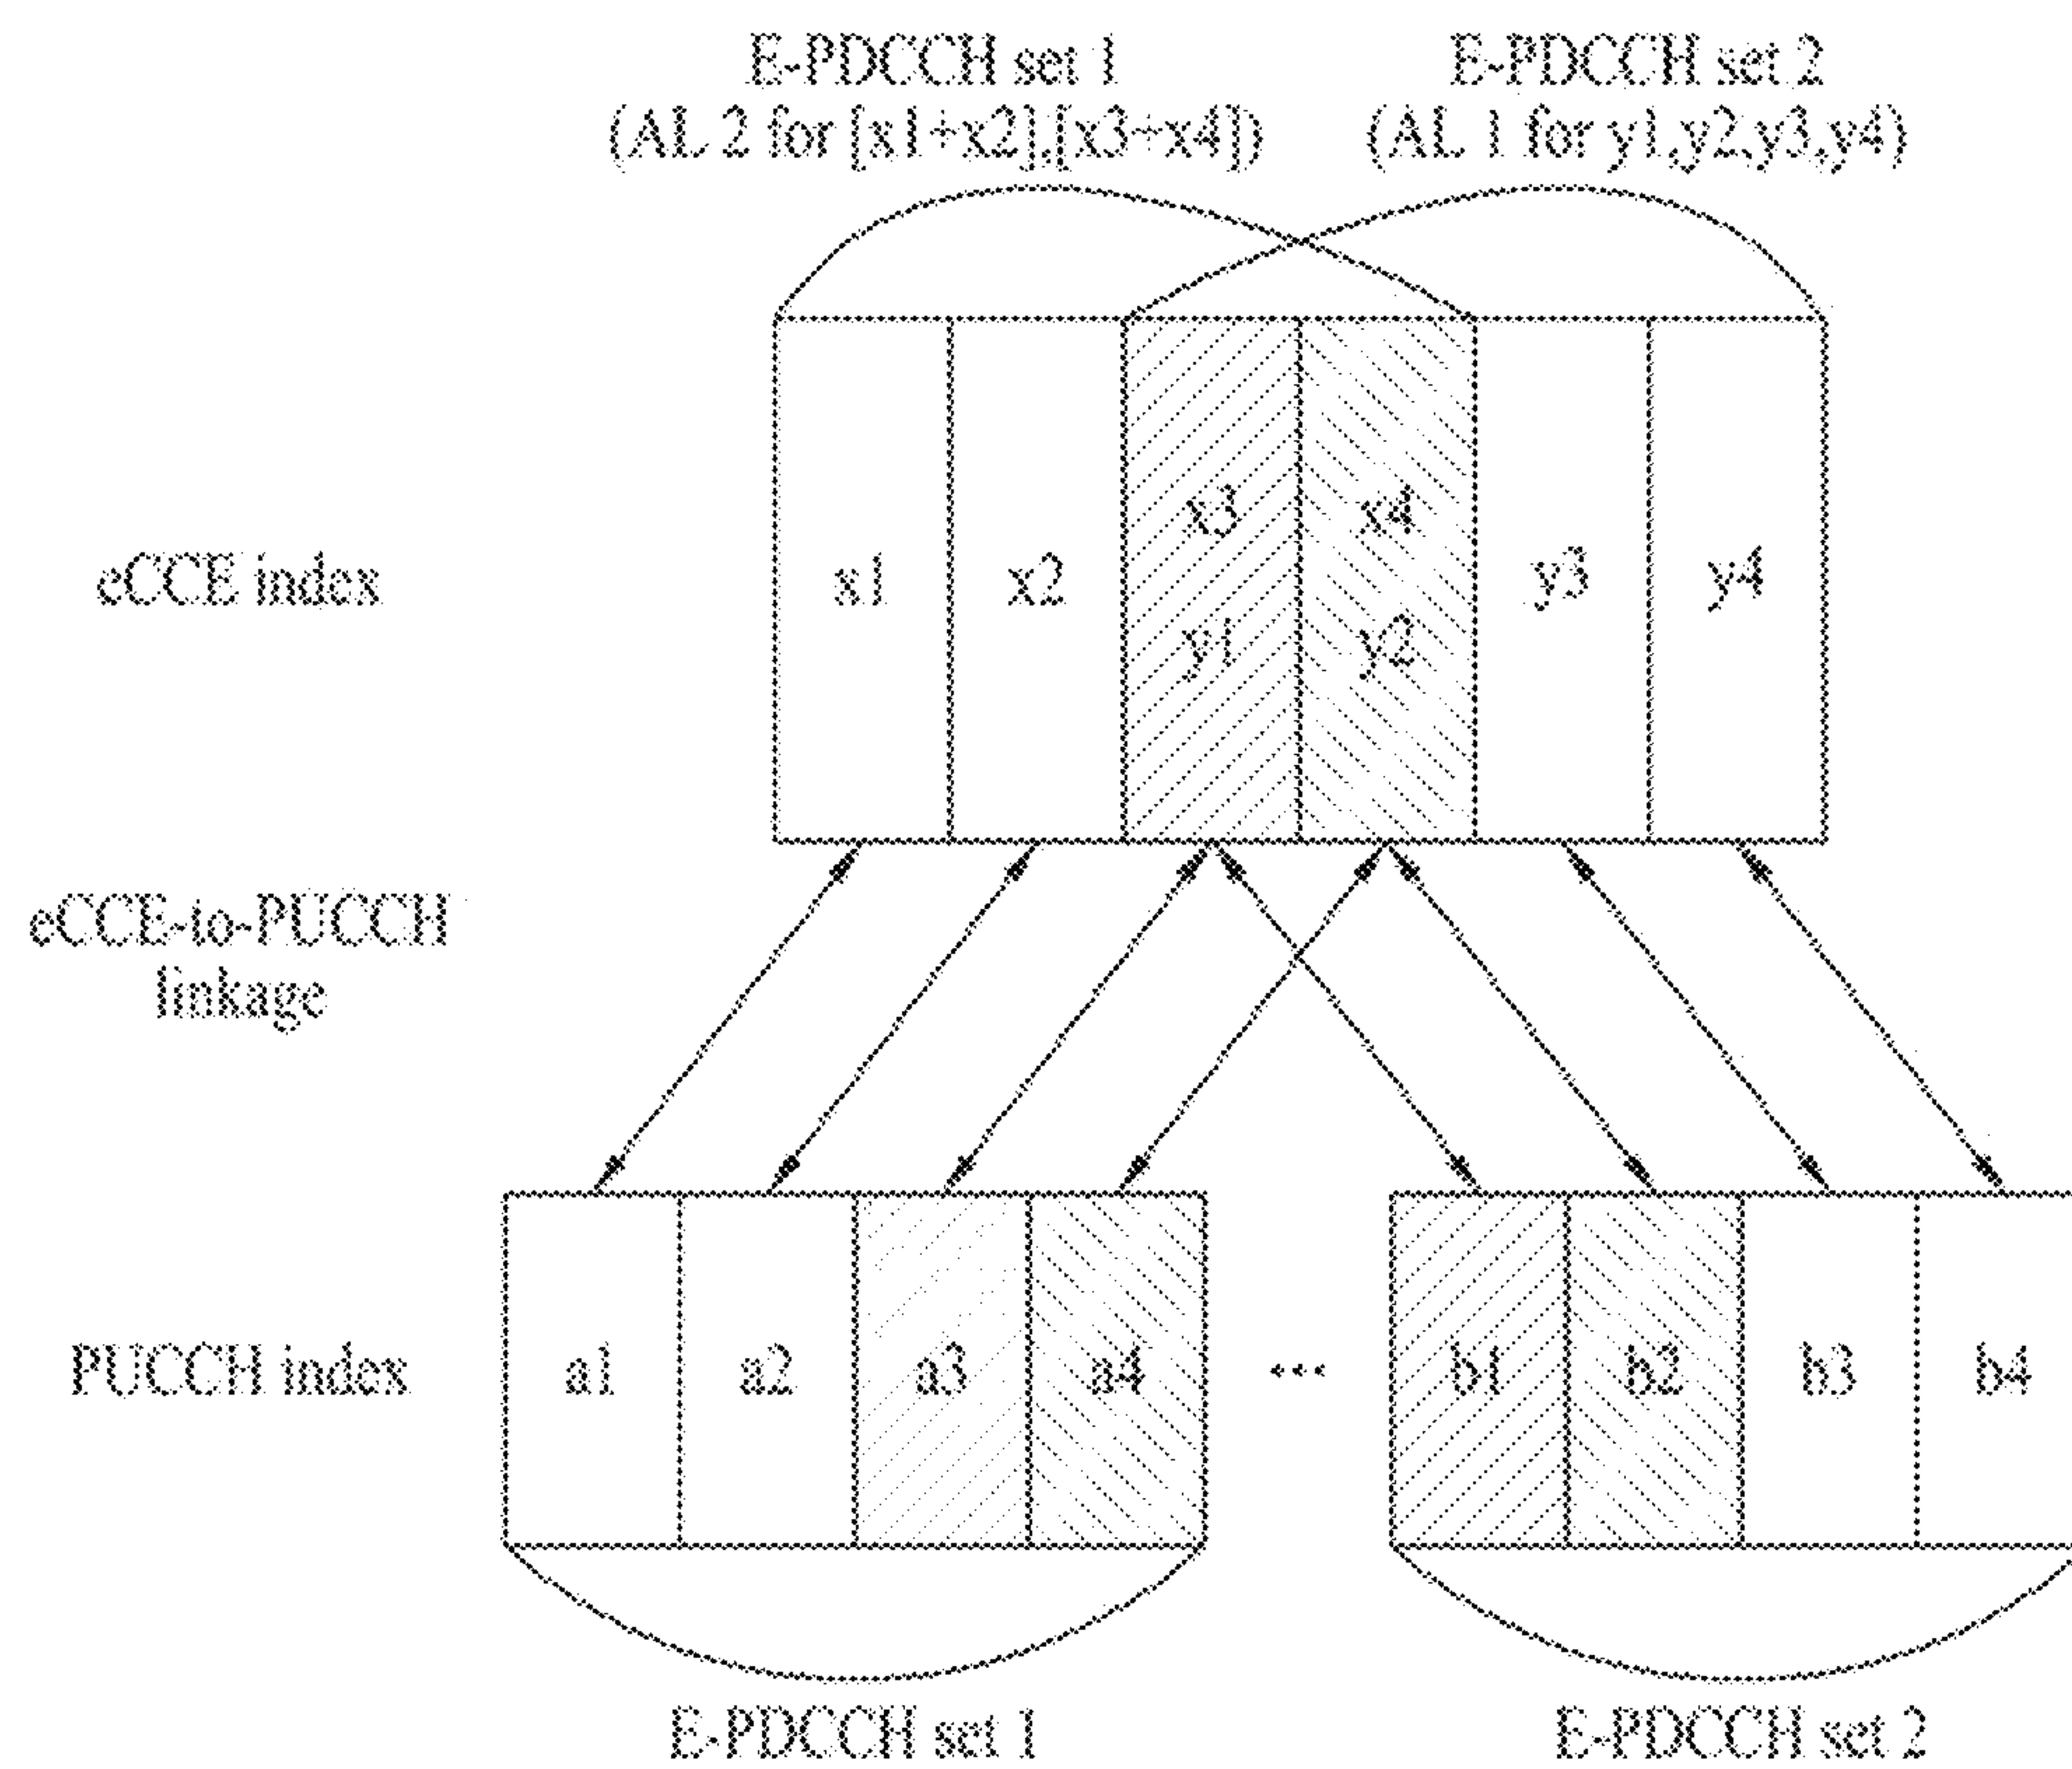 E-PDCCH set 1
(AL 2 for [x1+x2],[x3+x4])
E-PDCCH set 2
(AL 1 for y1,y2,y3,y4)
eCCE index
x1
x2
x3
y1
x4
y2
y3
y4
eCCE-to-PUCCH
linkage
PUCCH index
a1
a2
a3
a4
...
b1
b2
b3
b4
E-PDCCH set 1
E-PDCCH set 2